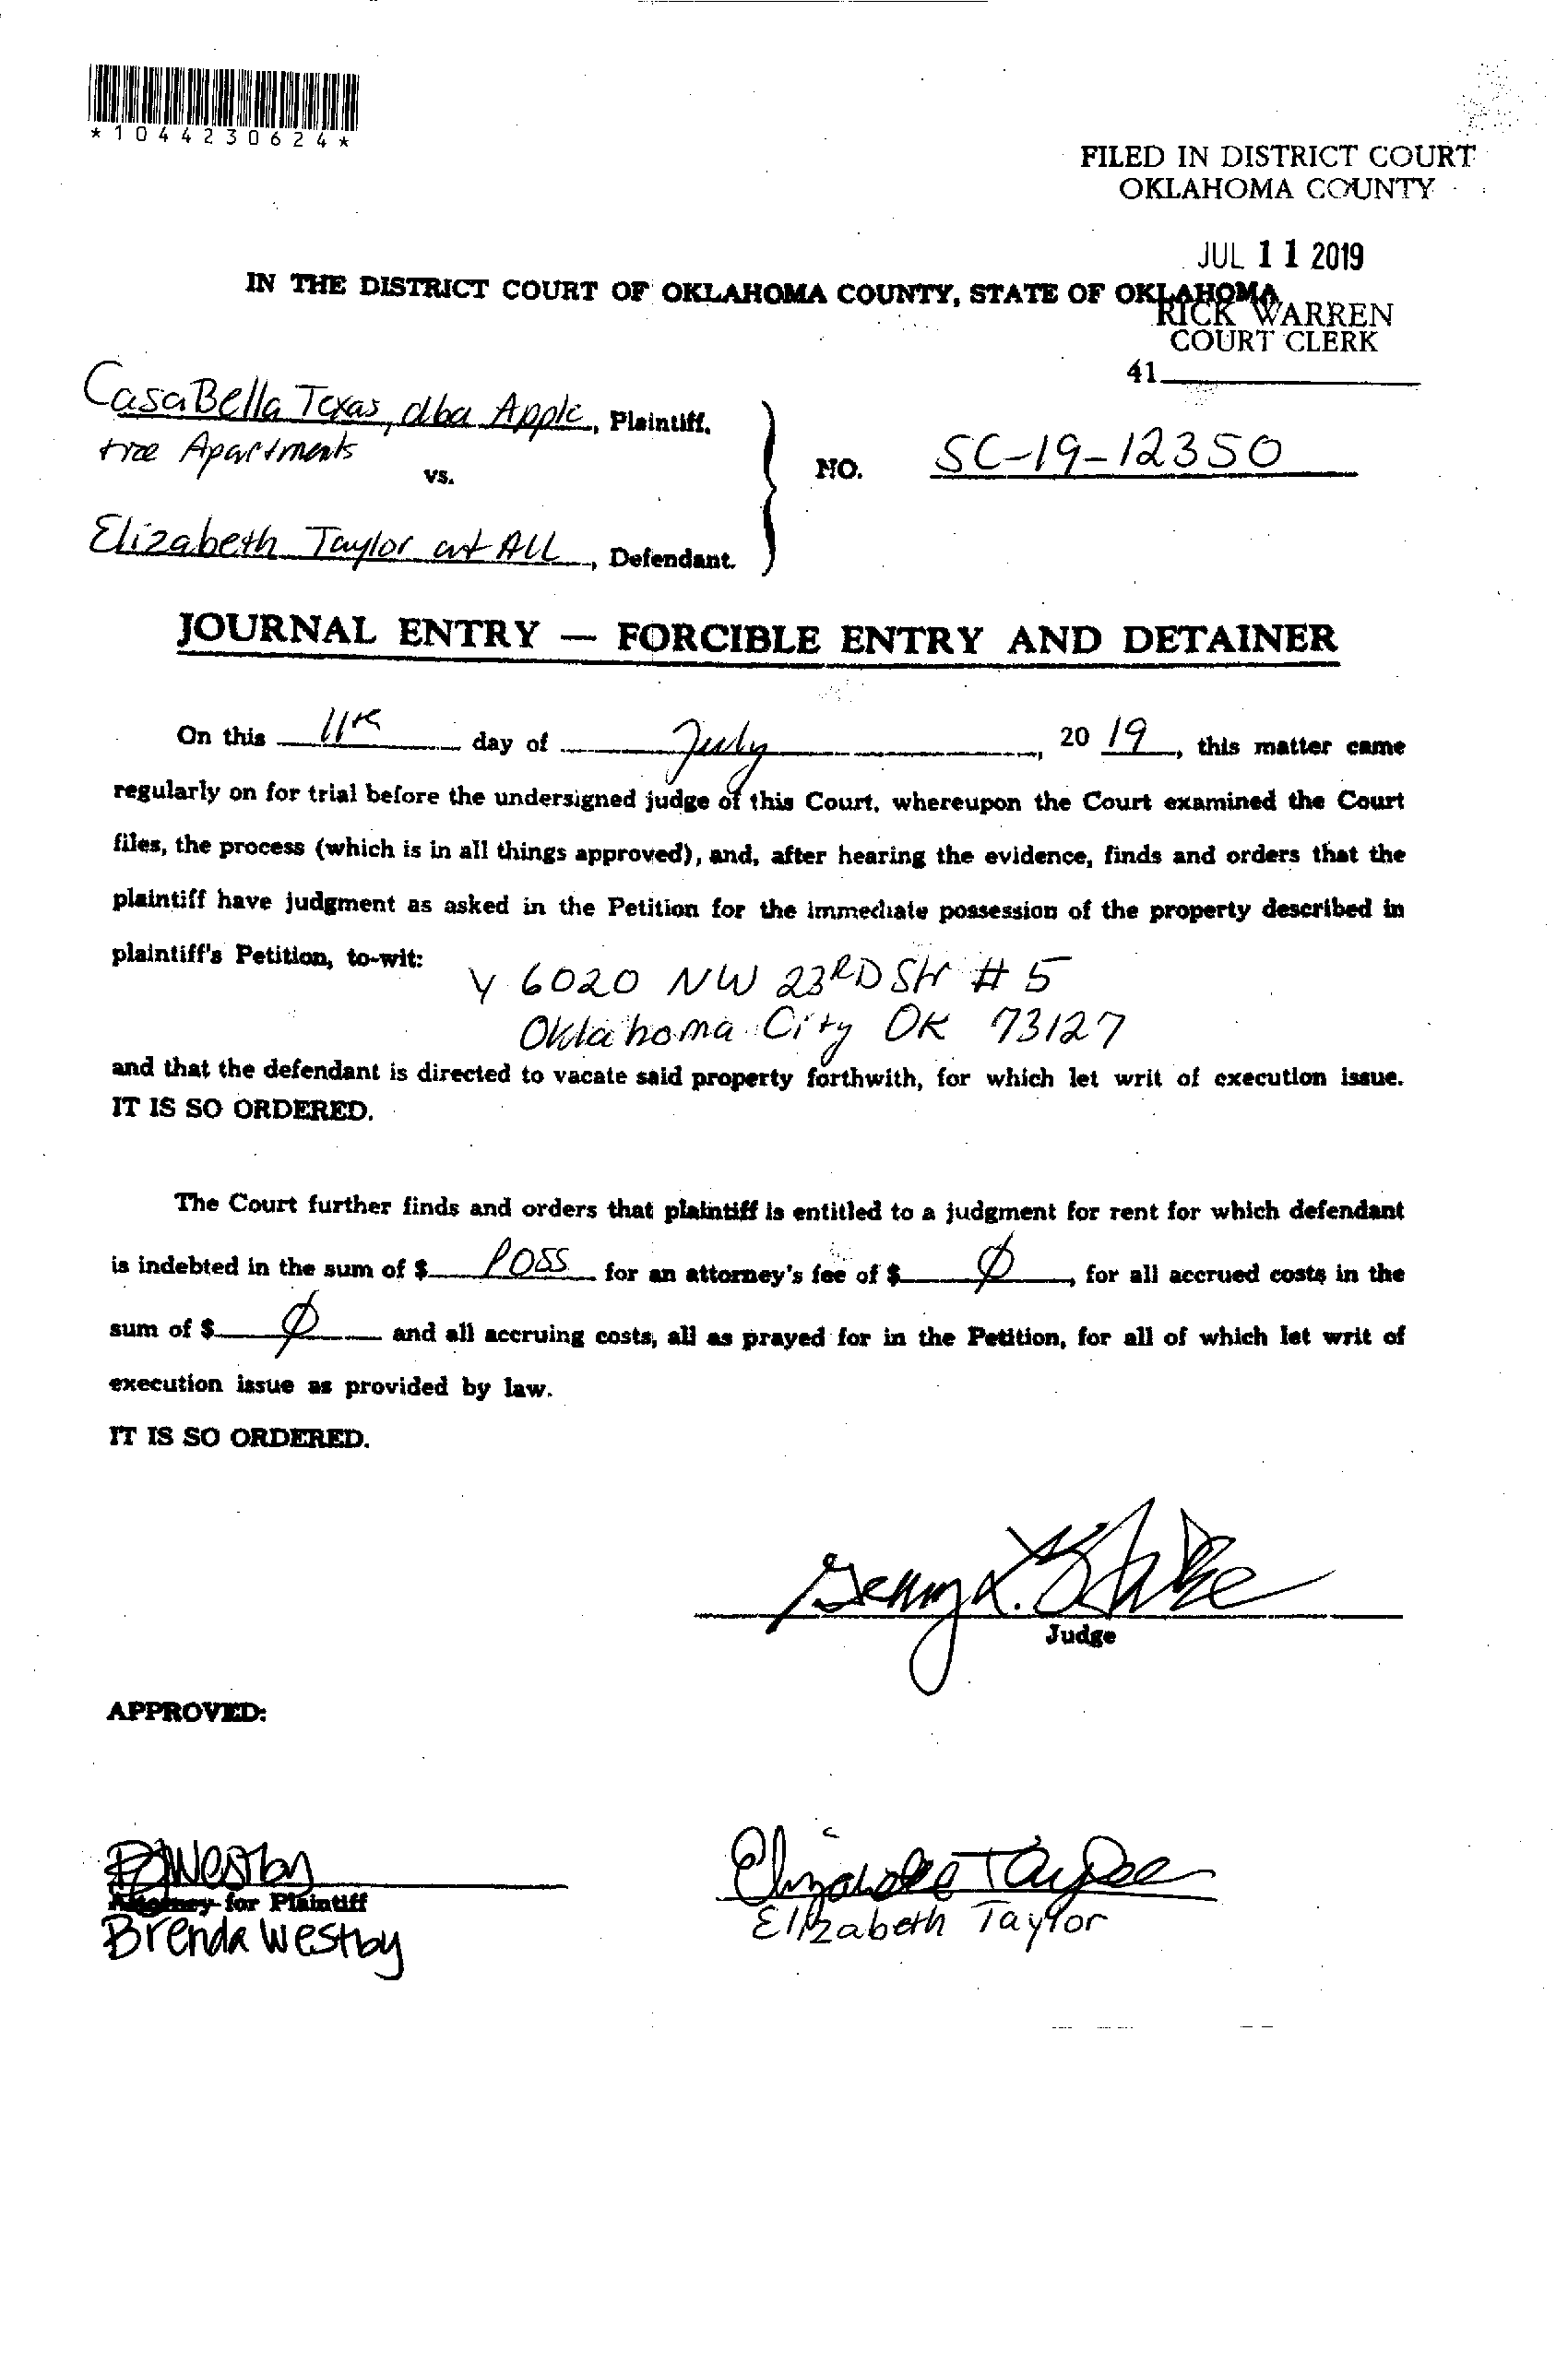 *1044230624*
FILED IN DISTRICT COURT
OKLAHOMA COUNTY
JUL 11 2019
IN THE DISTRICT COURT OF OKLAHOMA COUNTY, STATE OF OKLAHOMA
RICK WARREN
COURT CLERK
41
CasaBella Texas, dba Apple, Plaintiff,
tree Apartments
vs.
NO. SC-19-12350
Elizabeth Taylor ALL, Defendant.
JOURNAL ENTRY — FORCIBLE ENTRY AND DETAINER
On this 11th day of July, 2019, this matter came
regularly on for trial before the undersigned judge of this Court, whereupon the Court examined the Court
files, the process (which is in all things approved), and, after hearing the evidence, finds and orders that the
plaintiff have judgment as asked in the Petition for the immediate possession of the property described in
plaintiff's Petition, to-wit:
6020 NW 23RD Str # 5
Oklahoma City OK 73127
and that the defendant is directed to vacate said property forthwith, for which let writ of execution issue.
IT IS SO ORDERED.
The Court further finds and orders that plaintiff is entitled to a judgment for rent for which defendant
is indebted in the sum of $ POSS for an attorney's fee of $ Ø, for all accrued costs in the
sum of $ Ø and all accruing costs, all as prayed for in the Petition, for all of which let writ of
execution issue as provided by law.
IT IS SO ORDERED.
Judge
APPROVED:
BJWestby
Attorney for Plaintiff
Brenda Westby
Elizabeth Taylor
Elizabeth Taylor